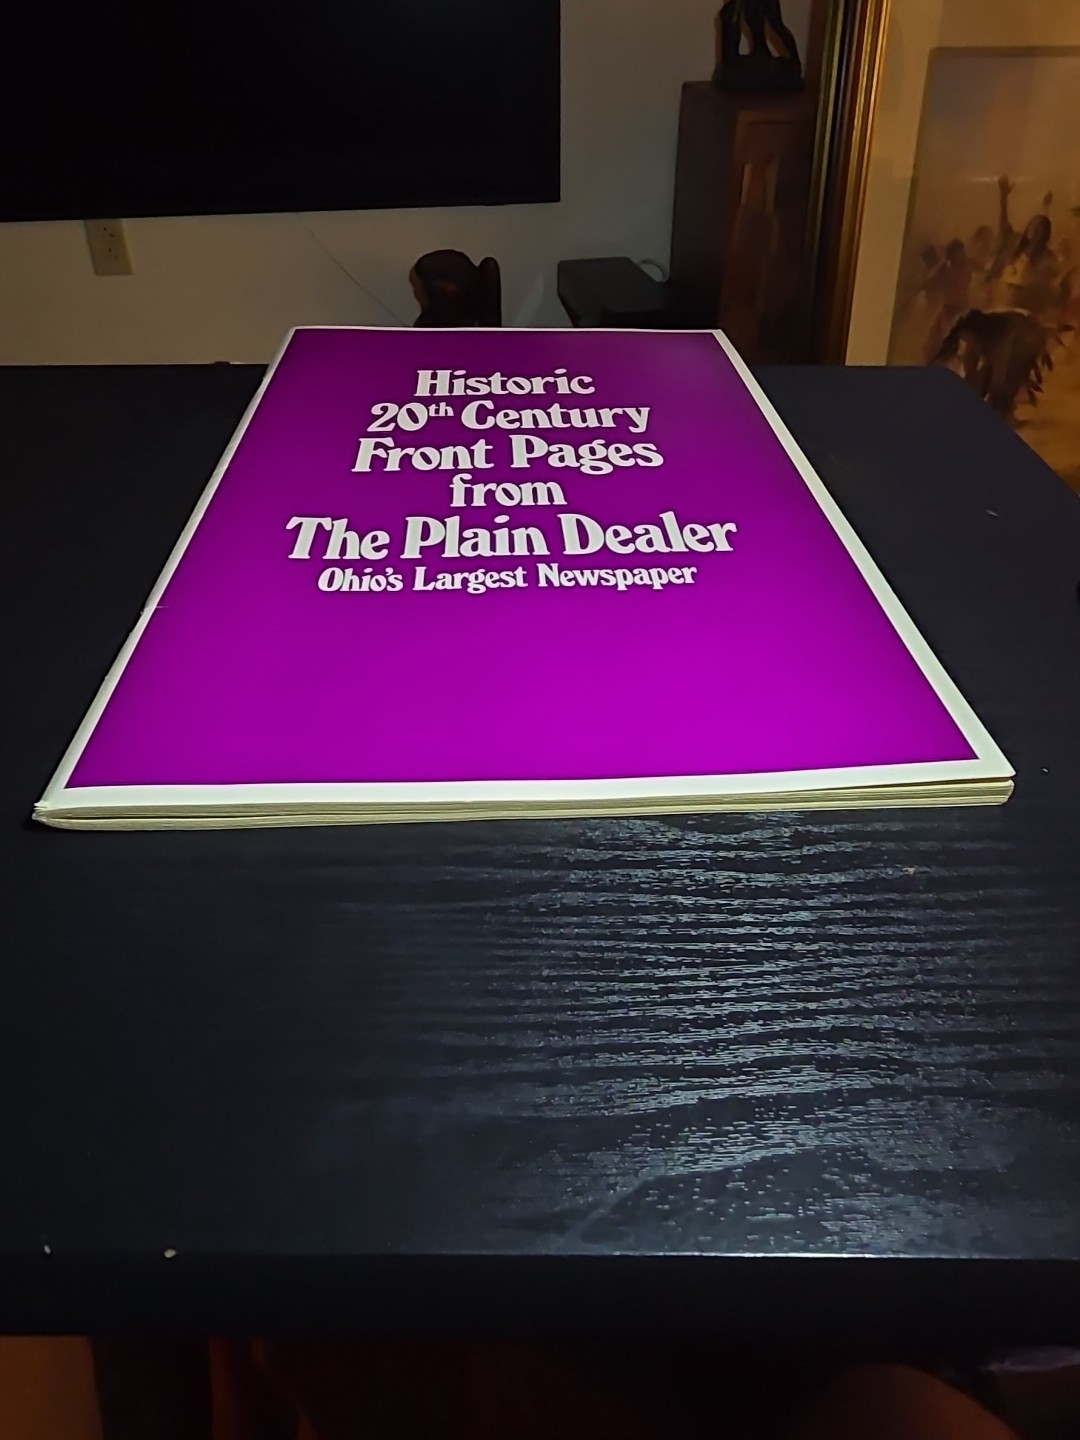 Historic
20th Century
Front Pages
from
The Plain Dealer
Ohio's Largest Newspaper